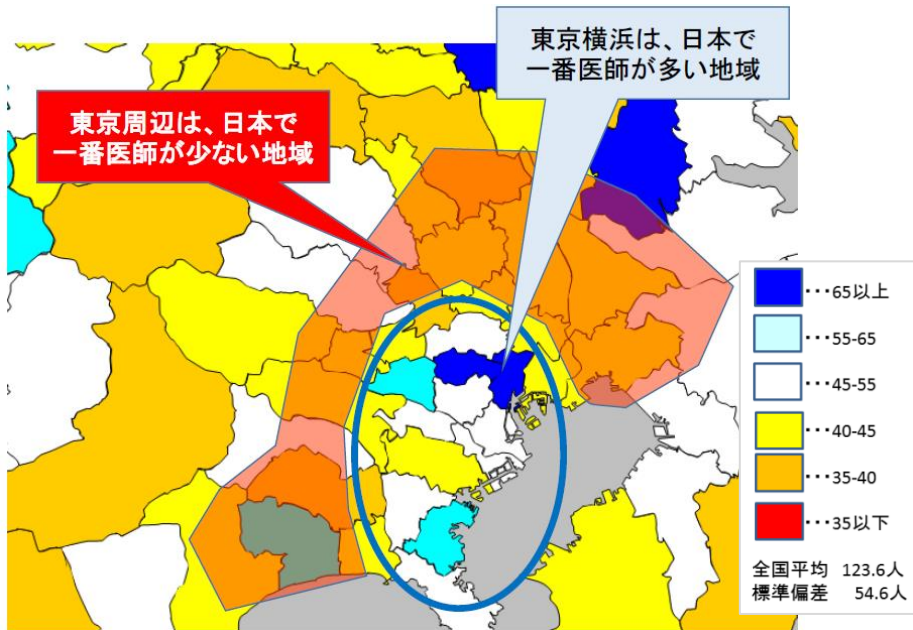 東京横浜は、日本で
一番医師が多い地域
東京周辺は、日本で
一番医師が少ない地域
･･･65以上
･･･55-65
･･･45-55
･･･40-45
･･･35-40
･･･35以下
全国平均 123.6人
標準偏差 54.6人